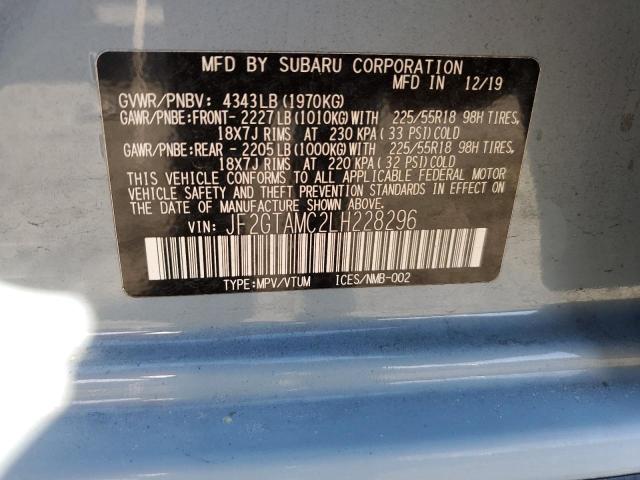 MFD BY SUBARU CORPORATION
MFD IN 12/19
GVWR/PNBV: 4343LB (1970KG)
GAWR/PNBE:FRONT- 2227LB (1010KG)WITH 225/55R18 98H TIRES,
18X7J RIMS AT 230 KPA (33 PSI)COLD
GAWR/PNBE:REAR - 2205LB (1000KG)WITH 225/55R18 98H TIRES,
18X7J RIMS AT 220 KPA (32 PSI)COLD
THIS VEHICLE CONFORMS TO ALL APPLICABLE FEDERAL MOTOR
VEHICLE SAFETY AND THEFT PREVENTION STANDARDS IN EFFECT ON
THE DATE OF MANUFACTURE SHOWN ABOVE.
VIN: JF2GTAMC2LH228296
TYPE:MPV/VTUM ICES/NMB-002